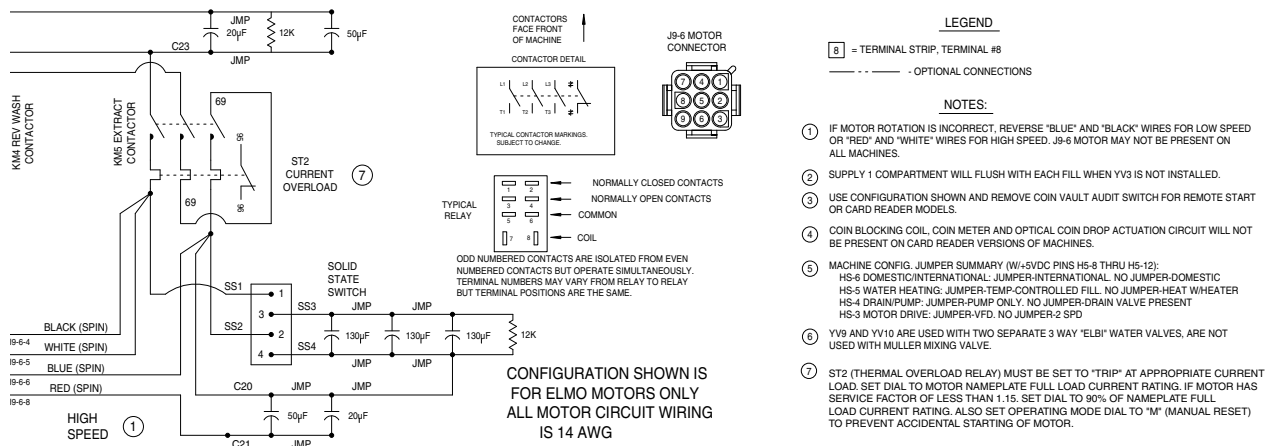 JMP
20µF
12K
50µF
C23
JMP
KM4 REV WASH
CONTACTOR
KM5 EXTRACT
CONTACTOR
69
96
ST2
CURRENT
OVERLOAD
7
69
96
SOLID
STATE
SWITCH
SS1
1
3
SS3
JMP
JMP
SS2
2
130µF
130µF
130µF
12K
4
SS4
JMP
JMP
BLACK (SPIN)
J9-6-4
WHITE (SPIN)
J9-6-5
BLUE (SPIN)
J9-6-6
RED (SPIN)
J9-6-8
C20
JMP
50µF
20µF
HIGH
SPEED
1
C21
JMP
CONTACTORS
FACE FRONT
OF MACHINE
CONTACTOR DETAIL
L1 L2 L3 *
T1 T2 T3 *
TYPICAL CONTACTOR MARKINGS.
SUBJECT TO CHANGE.
J9-6 MOTOR
CONNECTOR
7 4 1
8 5 2
9 6 3
TYPICAL
RELAY
1 2
3 4
5 6
7 8
NORMALLY CLOSED CONTACTS
NORMALLY OPEN CONTACTS
COMMON
COIL
ODD NUMBERED CONTACTS ARE ISOLATED FROM EVEN
NUMBERED CONTACTS BUT OPERATE SIMULTANEOUSLY.
TERMINAL NUMBERS MAY VARY FROM RELAY TO RELAY
BUT TERMINAL POSITIONS ARE THE SAME.
CONFIGURATION SHOWN IS
FOR ELMO MOTORS ONLY
ALL MOTOR CIRCUIT WIRING
IS 14 AWG
LEGEND
8 = TERMINAL STRIP, TERMINAL #8
- OPTIONAL CONNECTIONS
NOTES:
1 IF MOTOR ROTATION IS INCORRECT, REVERSE "BLUE" AND "BLACK" WIRES FOR LOW SPEED
OR "RED" AND "WHITE" WIRES FOR HIGH SPEED. J9-6 MOTOR MAY NOT BE PRESENT ON
ALL MACHINES.
2 SUPPLY 1 COMPARTMENT WILL FLUSH WITH EACH FILL WHEN YV3 IS NOT INSTALLED.
3 USE CONFIGURATION SHOWN AND REMOVE COIN VAULT AUDIT SWITCH FOR REMOTE START
OR CARD READER MODELS.
4 COIN BLOCKING COIL, COIN METER AND OPTICAL COIN DROP ACTUATION CIRCUIT WILL NOT
BE PRESENT ON CARD READER VERSIONS OF MACHINES.
5 MACHINE CONFIG. JUMPER SUMMARY (W/+5VDC PINS H5-8 THRU H5-12):
HS-6 DOMESTIC/INTERNATIONAL: JUMPER-INTERNATIONAL. NO JUMPER-DOMESTIC
HS-5 WATER HEATING: JUMPER-TEMP-CONTROLLED FILL. NO JUMPER-HEAT W/HEATER
HS-4 DRAIN/PUMP: JUMPER-PUMP ONLY. NO JUMPER-DRAIN VALVE PRESENT
HS-3 MOTOR DRIVE: JUMPER-VFD. NO JUMPER-2 SPD
6 YV9 AND YV10 ARE USED WITH TWO SEPARATE 3 WAY "ELBI" WATER VALVES, ARE NOT
USED WITH MULLER MIXING VALVE.
7 ST2 (THERMAL OVERLOAD RELAY) MUST BE SET TO "TRIP" AT APPROPRIATE CURRENT
LOAD. SET DIAL TO MOTOR NAMEPLATE FULL LOAD CURRENT RATING. IF MOTOR HAS
SERVICE FACTOR OF LESS THAN 1.15. SET DIAL TO 90% OF NAMEPLATE FULL
LOAD CURRENT RATING. ALSO SET OPERATING MODE DIAL TO "M" (MANUAL RESET)
TO PREVENT ACCIDENTAL STARTING OF MOTOR.